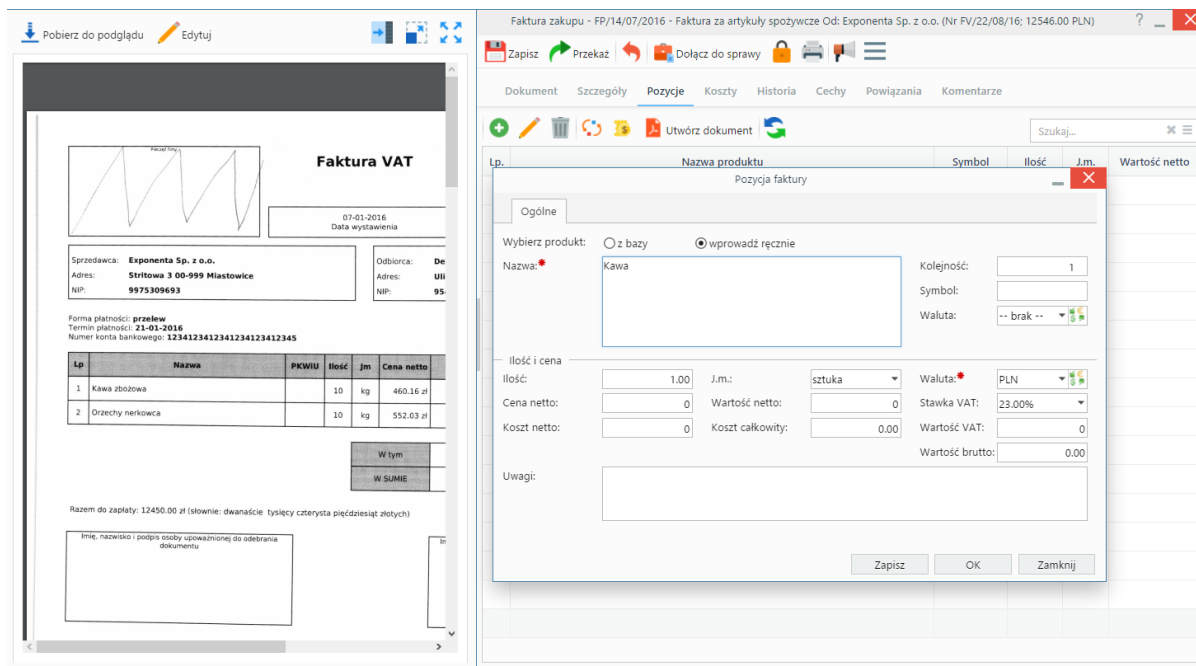 Pobierz do podglądu Edytuj
Pieczęć firmy
Faktura VAT
07-01-2016
Data wystawienia
Sprzedawca: Exponenta Sp. z o.o.
Adres: Stritowa 3 00-999 Miastowice
NIP: 9975309693
Odbiorca: De
Adres: Uli
NIP: 95-
Forma płatności: przelew
Termin płatności: 21-01-2016
Numer konta bankowego: 12341234123412341234123412345
Lp Nazwa PKWiU Ilość Jm Cena netto
1 Kawa zbożowa 10 kg 460.16 zł
2 Orzechy nerkowca 10 kg 552.03 zł
W tym
W SUMIE
Razem do zapłaty: 12450.00 zł (słownie: dwanaście tysięcy czterysta pięćdziesiąt złotych)
Imię, nazwisko i podpis osoby upoważnionej do odebrania
dokumentu
Faktura zakupu - FP/14/07/2016 - Faktura za artykuły spożywcze Od: Exponenta Sp. z o.o. (Nr FV/22/08/16; 12546.00 PLN)
Zapisz Przekaż Dołącz do sprawy
Dokument Szczegóły Pozycje Koszty Historia Cechy Powiązania Komentarze
Utwórz dokument Szukaj...
Lp. Nazwa produktu Symbol Ilość J.m. Wartość netto
Pozycja faktury
Ogólne
Wybierz produkt: z bazy wprowadź ręcznie
Nazwa: Kawa Kolejność: 1
Symbol:
Waluta: -- brak --
Ilość i cena
Ilość: 1.00 J.m.: sztuka Waluta: PLN
Cena netto: 0 Wartość netto: 0 Stawka VAT: 23.00%
Koszt netto: 0 Koszt całkowity: 0.00 Wartość VAT: 0
Wartość brutto: 0.00
Uwagi:
Zapisz OK Zamknij